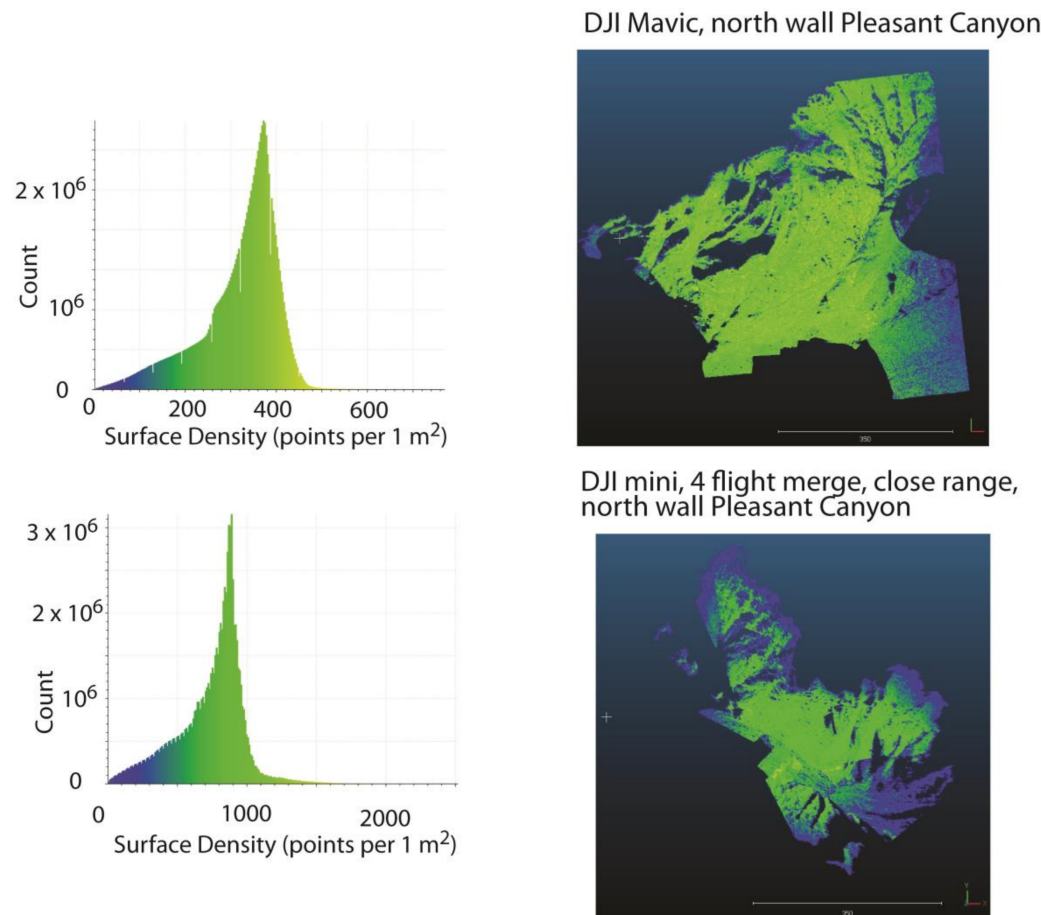 DJI Mavic, north wall Pleasant Canyon
2 x 10⁶
10⁶
0
Count
0 200 400 600
Surface Density (points per 1 m²)
350
DJI mini, 4 flight merge, close range,
north wall Pleasant Canyon
3 x 10⁶
2 x 10⁶
10⁶
0
Count
0 1000 2000
Surface Density (points per 1 m²)
Y
X
350